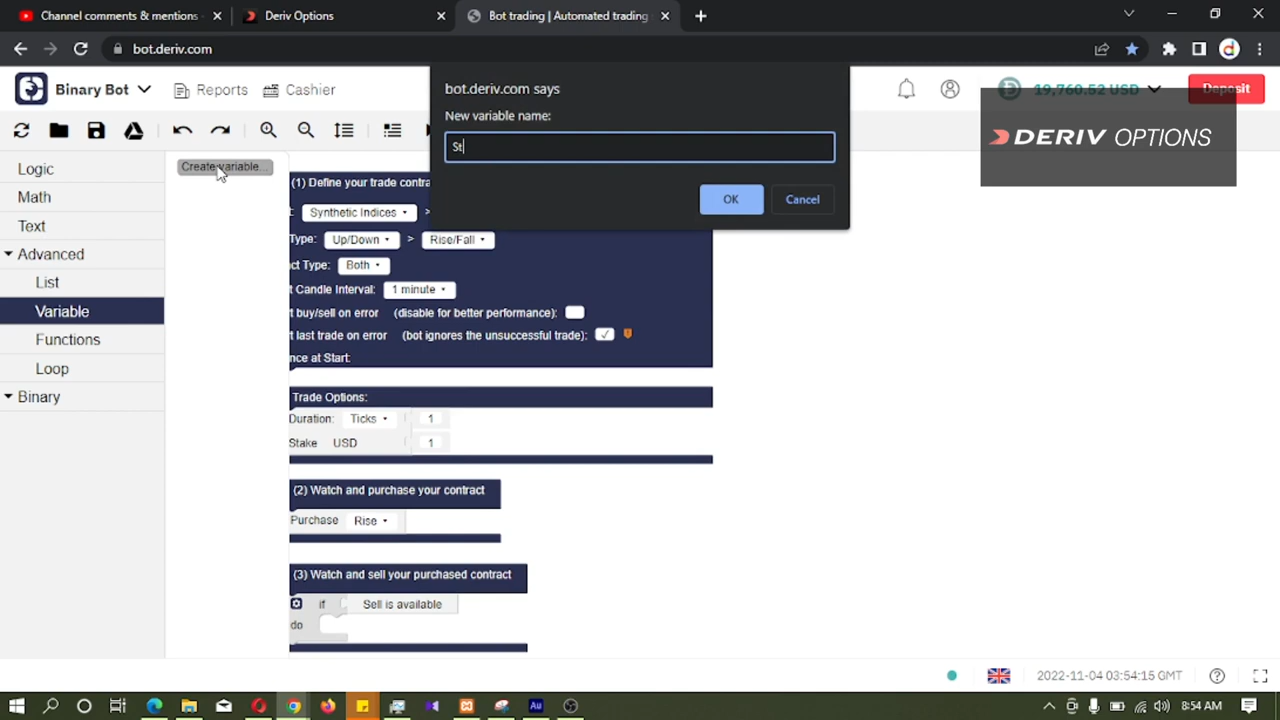 Channel comments & mentions -
Deriv Options
Bot trading | Automated trading
bot.deriv.com
Binary Bot
Reports
Cashier
19,760.52 USD
Deposit
DERIV OPTIONS
bot.deriv.com says
New variable name:
St
OK
Cancel
Logic
Math
Text
Advanced
List
Variable
Functions
Loop
Binary
Create variable...
(1) Define your trade contra
Synthetic Indices
>
Type: Up/Down > Rise/Fall
ct Type: Both
t Candle Interval: 1 minute
t buy/sell on error (disable for better performance):
t last trade on error (bot ignores the unsuccessful trade):
nce at Start:
Trade Options:
Duration: Ticks 1
Stake USD 1
(2) Watch and purchase your contract
Purchase Rise
(3) Watch and sell your purchased contract
if Sell is available
do
2022-11-04 03:54:15 GMT
Au
8:54 AM